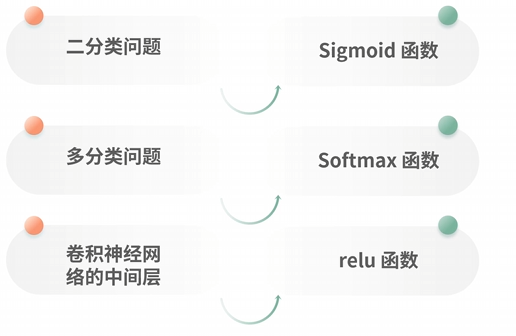 二分类问题
Sigmoid 函数
多分类问题
Softmax 函数
卷积神经网
络的中间层
relu 函数